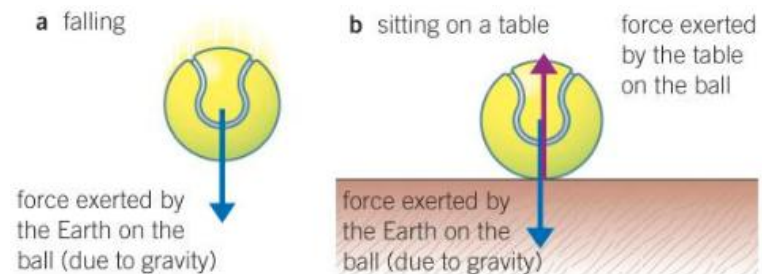 a falling
force exerted by
the Earth on the
ball (due to gravity)
b sitting on a table
force exerted
by the table
on the ball
force exerted by
the Earth on the
ball (due to gravity)